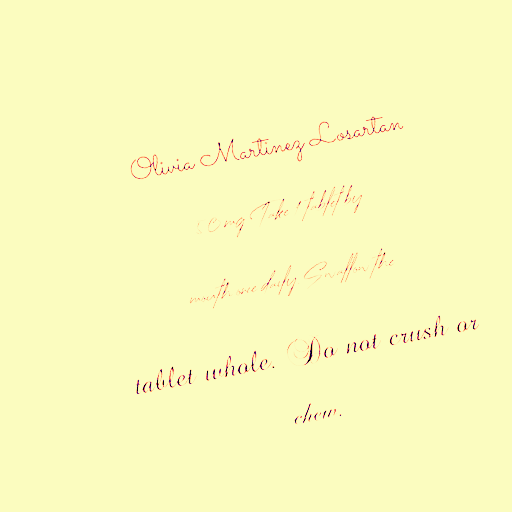 Olivia Martinez Losartan
mg Take 1 tablet by
mouth once daily Swallow the
tablet whole. Do not crush or
chew.